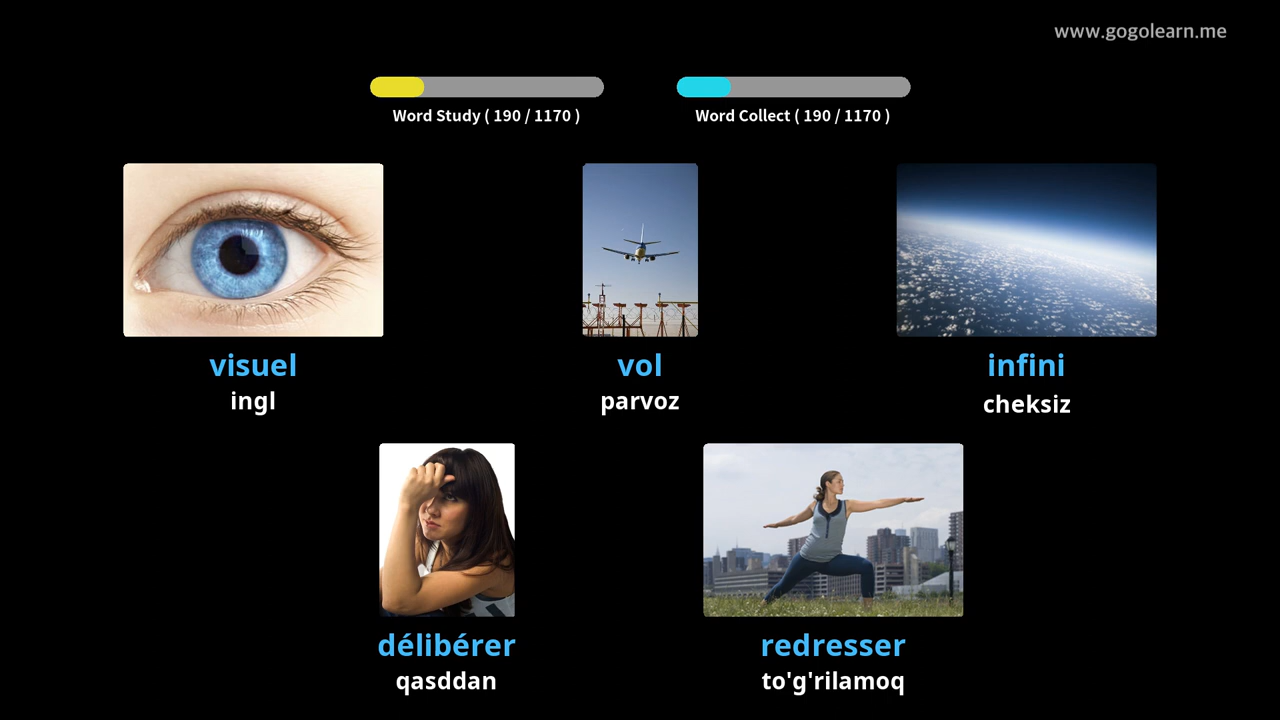 www.gogolearn.me
Word Study ( 190 / 1170 )
Word Collect ( 190 / 1170 )
visuel
ingl
vol
parvoz
infini
cheksiz
délibérer
qasddan
redresser
to'g'rilamoq